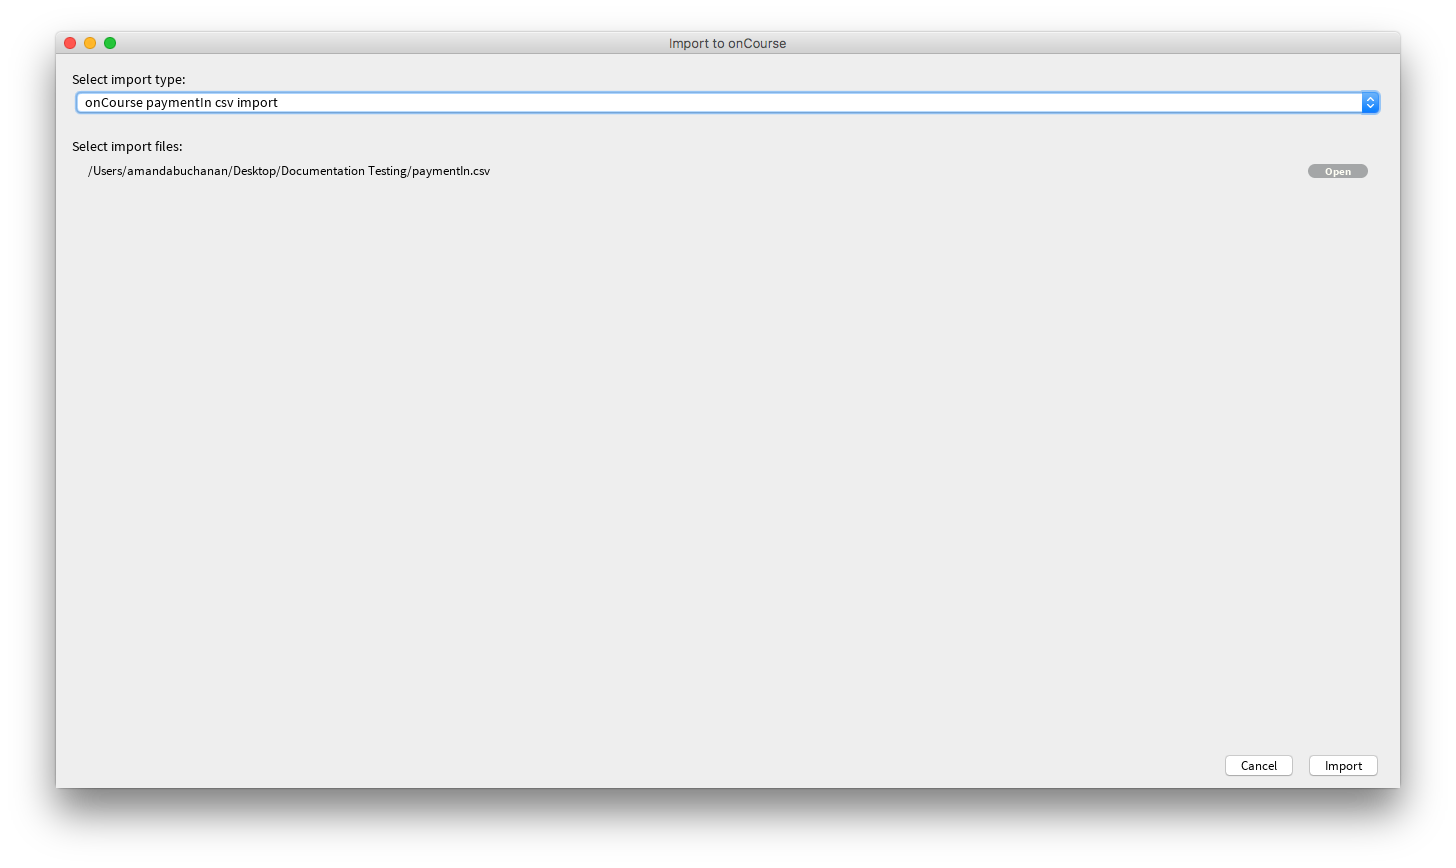 Import to onCourse
Select import type:
onCourse paymentIn csv import
Select import files:
/Users/amandabuchanan/Desktop/Documentation Testing/paymentIn.csv
Open
Cancel
Import